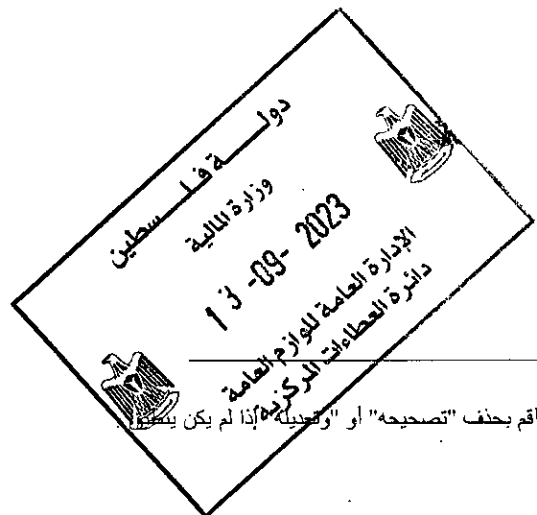 دولة فلسطين
وزارة المالية
13 -09- 2023
الإدارة العامة للوازم العامة
دائرة العطاءات المركزية
قم بحذف "تصحيحه" أو "وتعديله" إذا لم يكن